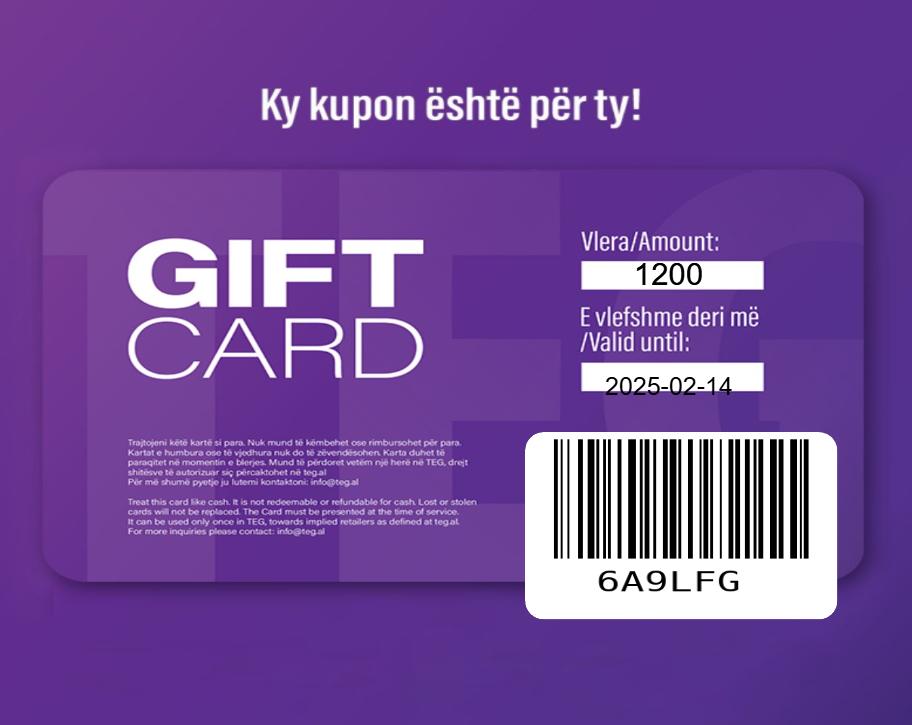 Ky kupon është për ty!
GIFT
CARD
Vlera/Amount:
1200
E vlefshme deri më
/Valid until:
2025-02-14
Trajtojeni këtë kartë si para. Nuk mund të këmbehet ose rimbursohet për para.
Kartat e humbura ose të vjedhura nuk do të zëvendësohen. Karta duhet të
paraqitet në momentin e blerjes. Mund të përdoret vetëm një herë në TEG, drejt
shitësve të autorizuar siç përcaktohet në teg.al
Për më shumë pyetje ju lutemi kontaktoni: info@teg.al
Treat this card like cash. It is not redeemable or refundable for cash. Lost or stolen
cards will not be replaced. The Card must be presented at the time of service.
It can be used only once in TEG, towards implied retailers as defined at teg.al.
For more inquiries please contact: info@teg.al
6A9LFG